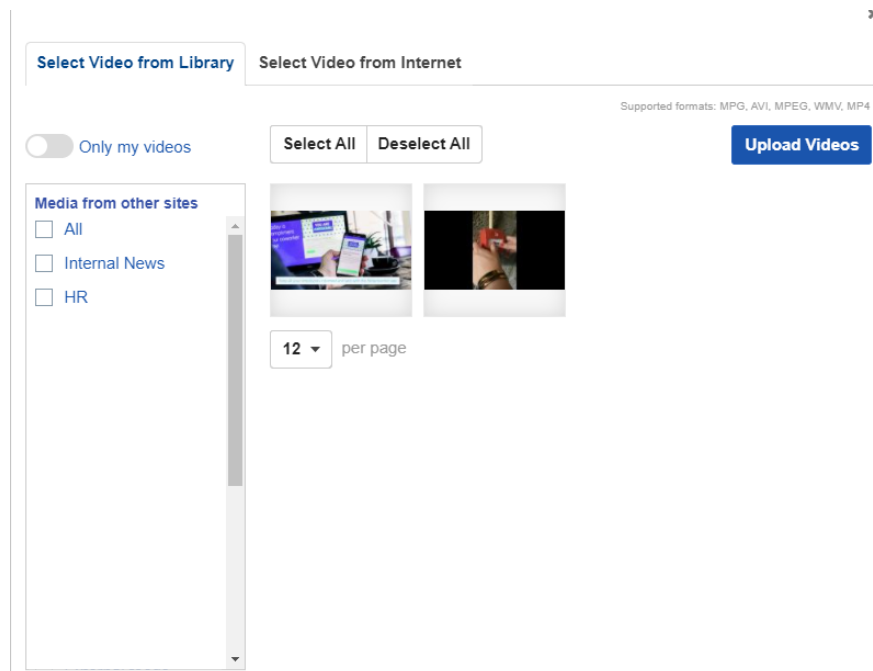 Select Video from Library
Select Video from Internet
Supported formats: MPG, AVI, MPEG, WMV, MP4
Only my videos
Select All
Deselect All
Upload Videos
Media from other sites
All
Internal News
HR
12
per page